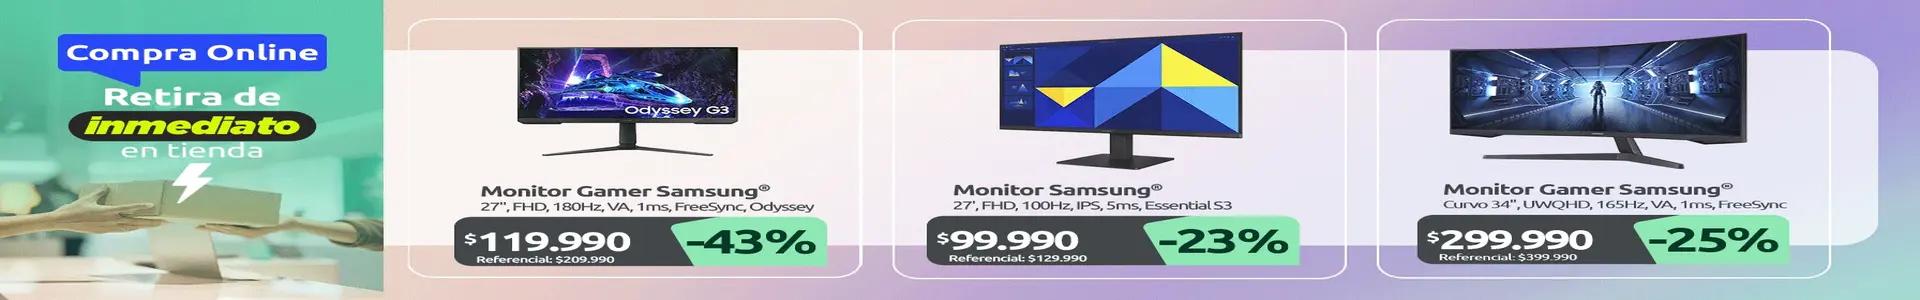 Compra Online
Retira de
inmediato
en tienda
Odyssey G3
Monitor Gamer Samsung®
27", FHD, 180Hz, VA, 1ms, FreeSync, Odyssey
$119.990
-43%
Referencial: $209.990
Monitor Samsung®
27', FHD, 100Hz, IPS, 5ms, Essential S3
$99.990
-23%
Referencial: $129.990
Monitor Gamer Samsung®
Curvo 34", UWQHD, 165Hz, VA, 1ms, FreeSync
$299.990
-25%
Referencial: $399.990